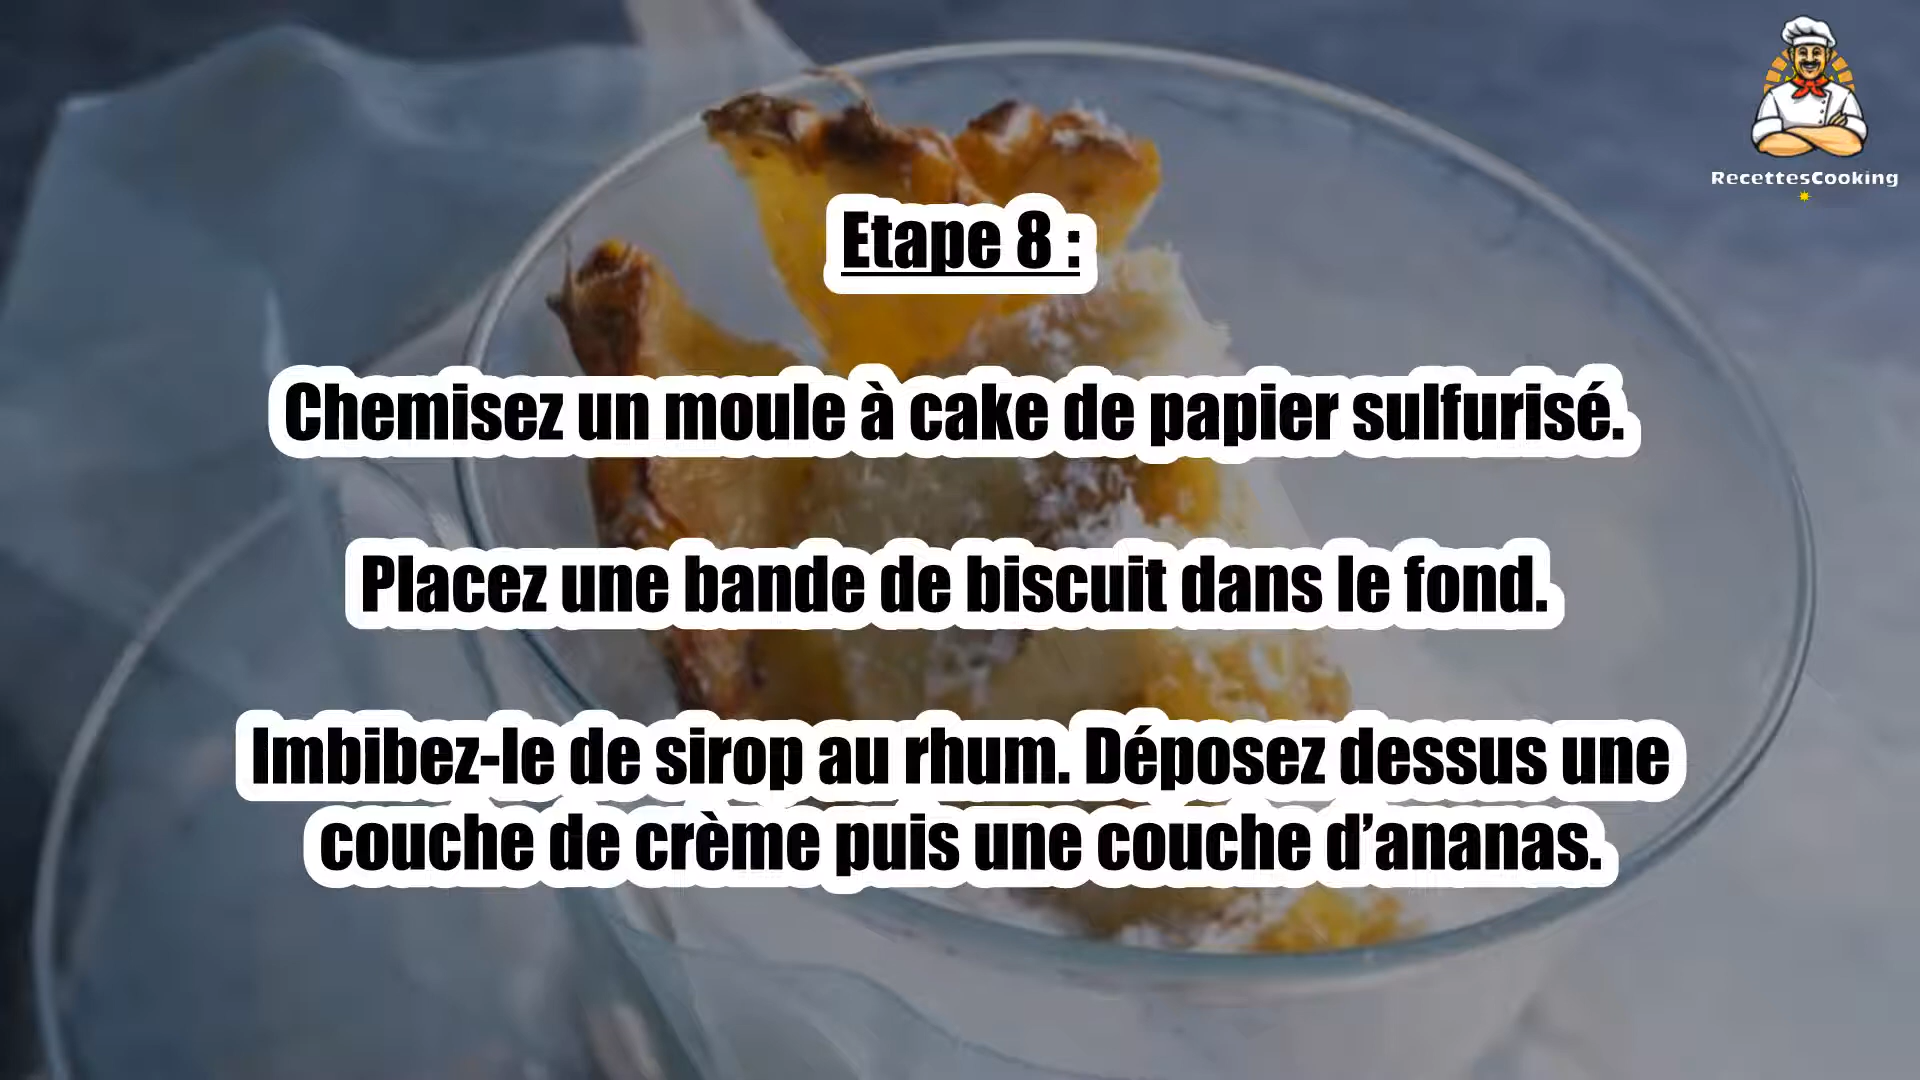 RecettesCooking
Etape 8 :
Chemisez un moule à cake de papier sulfurisé.
Placez une bande de biscuit dans le fond.
Imbibez-le de sirop au rhum. Déposez dessus une
couche de crème puis une couche d’ananas.